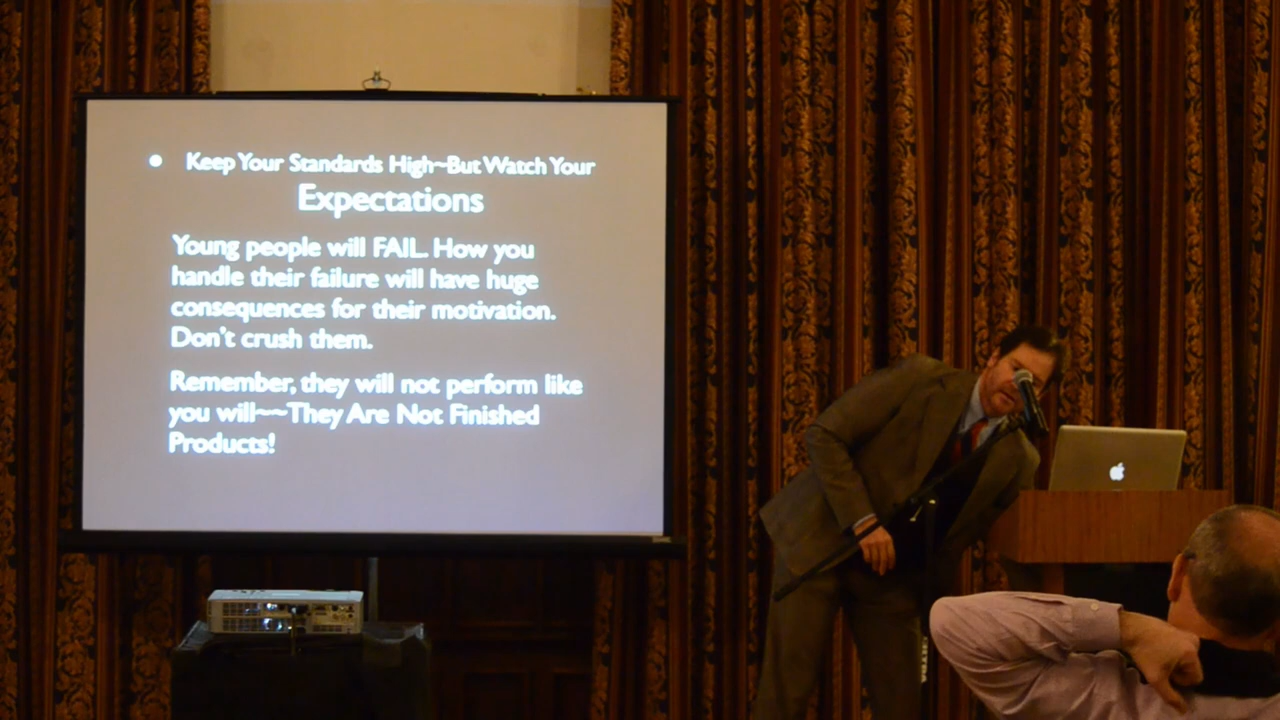 • Keep Your Standards High~But Watch Your
Expectations
Young people will FAIL. How you
handle their failure will have huge
consequences for their motivation.
Don't crush them.
Remember, they will not perform like
you will~~They Are Not Finished
Products!